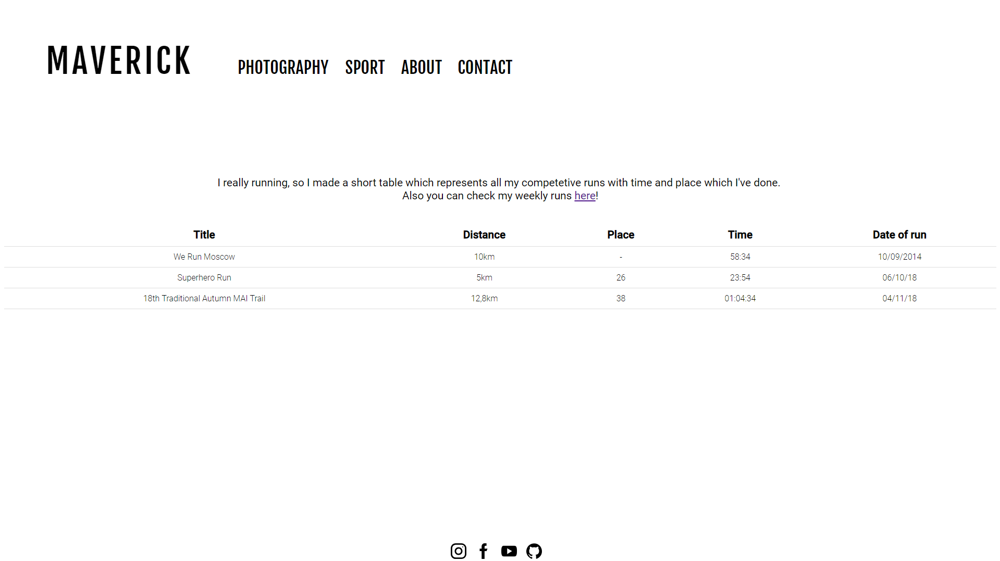 MAVERICK
PHOTOGRAPHY SPORT ABOUT CONTACT
I really running, so I made a short table which represents all my competetive runs with time and place which I've done.
Also you can check my weekly runs here!
Title Distance Place Time Date of run
We Run Moscow 10km - 58:34 10/09/2014
Superhero Run 5km 26 23:54 06/10/18
18th Traditional Autumn MAI Trail 12,8km 38 01:04:34 04/11/18